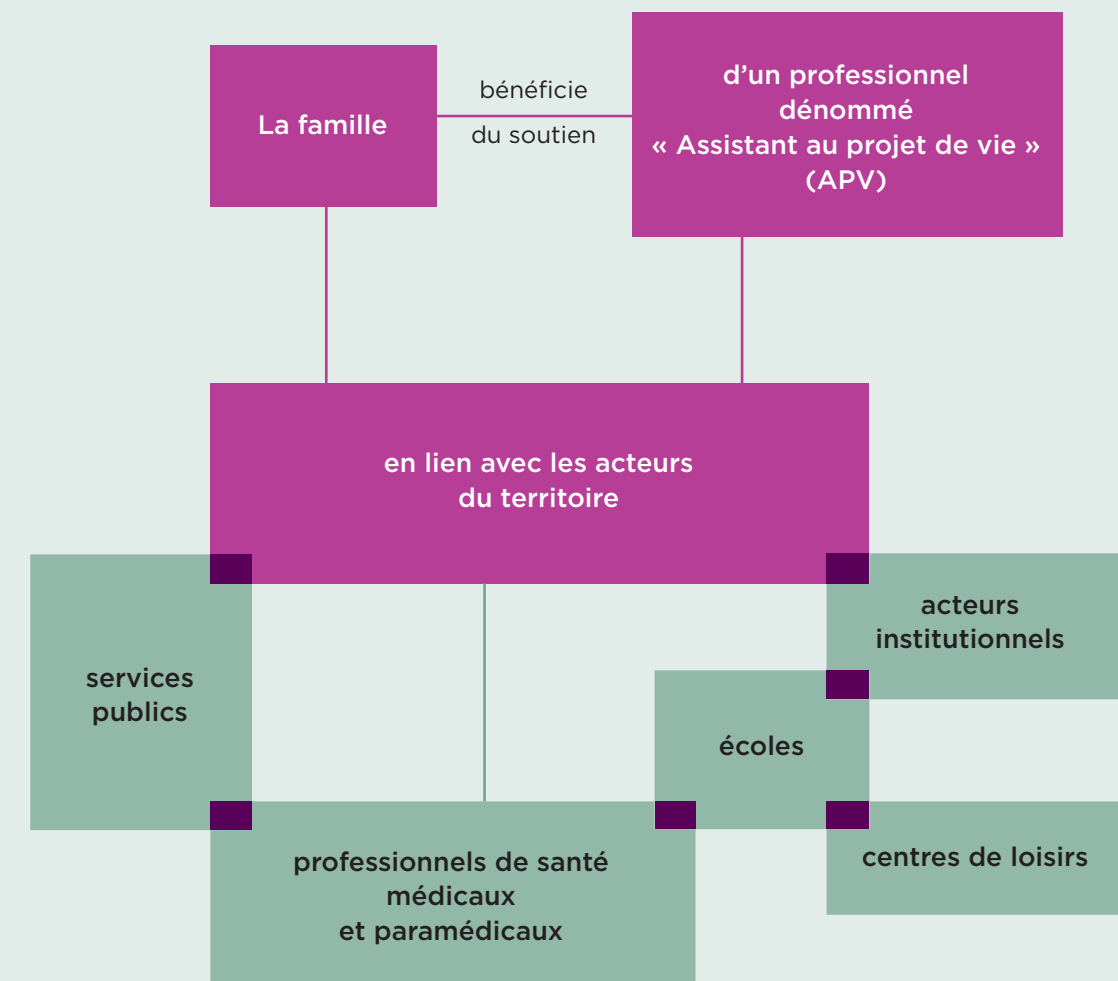 La famille
bénéficie
du soutien
d’un professionnel
dénommé
« Assistant au projet de vie »
(APV)
en lien avec les acteurs
du territoire
services
publics
acteurs
institutionnels
écoles
professionnels de santé
médicaux
et paramédicaux
centres de loisirs